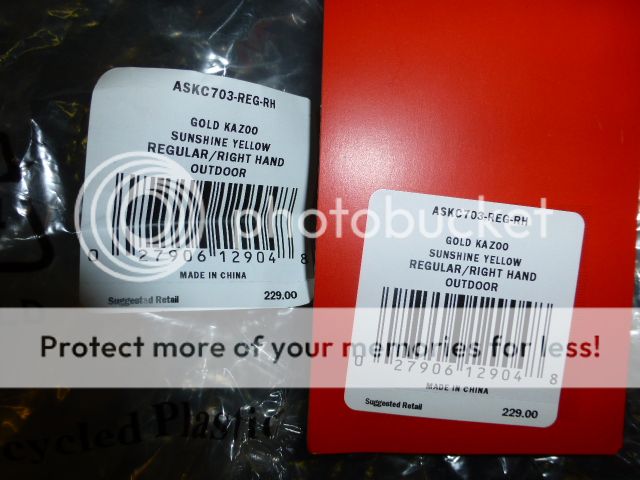 ASKC703-REG-RH
GOLD KAZOO
SUNSHINE YELLOW
REGULAR/RIGHT HAND
OUTDOOR
0 27906 12904 8
MADE IN CHINA
Suggested Retail 229.00
ASKC703-REG-RH
GOLD KAZOO
SUNSHINE YELLOW
REGULAR/RIGHT HAND
OUTDOOR
0 27906 12904 8
MADE IN CHINA
Suggested Retail 229.00
photobucket
Protect more of your memories for less!
cycled Plastic